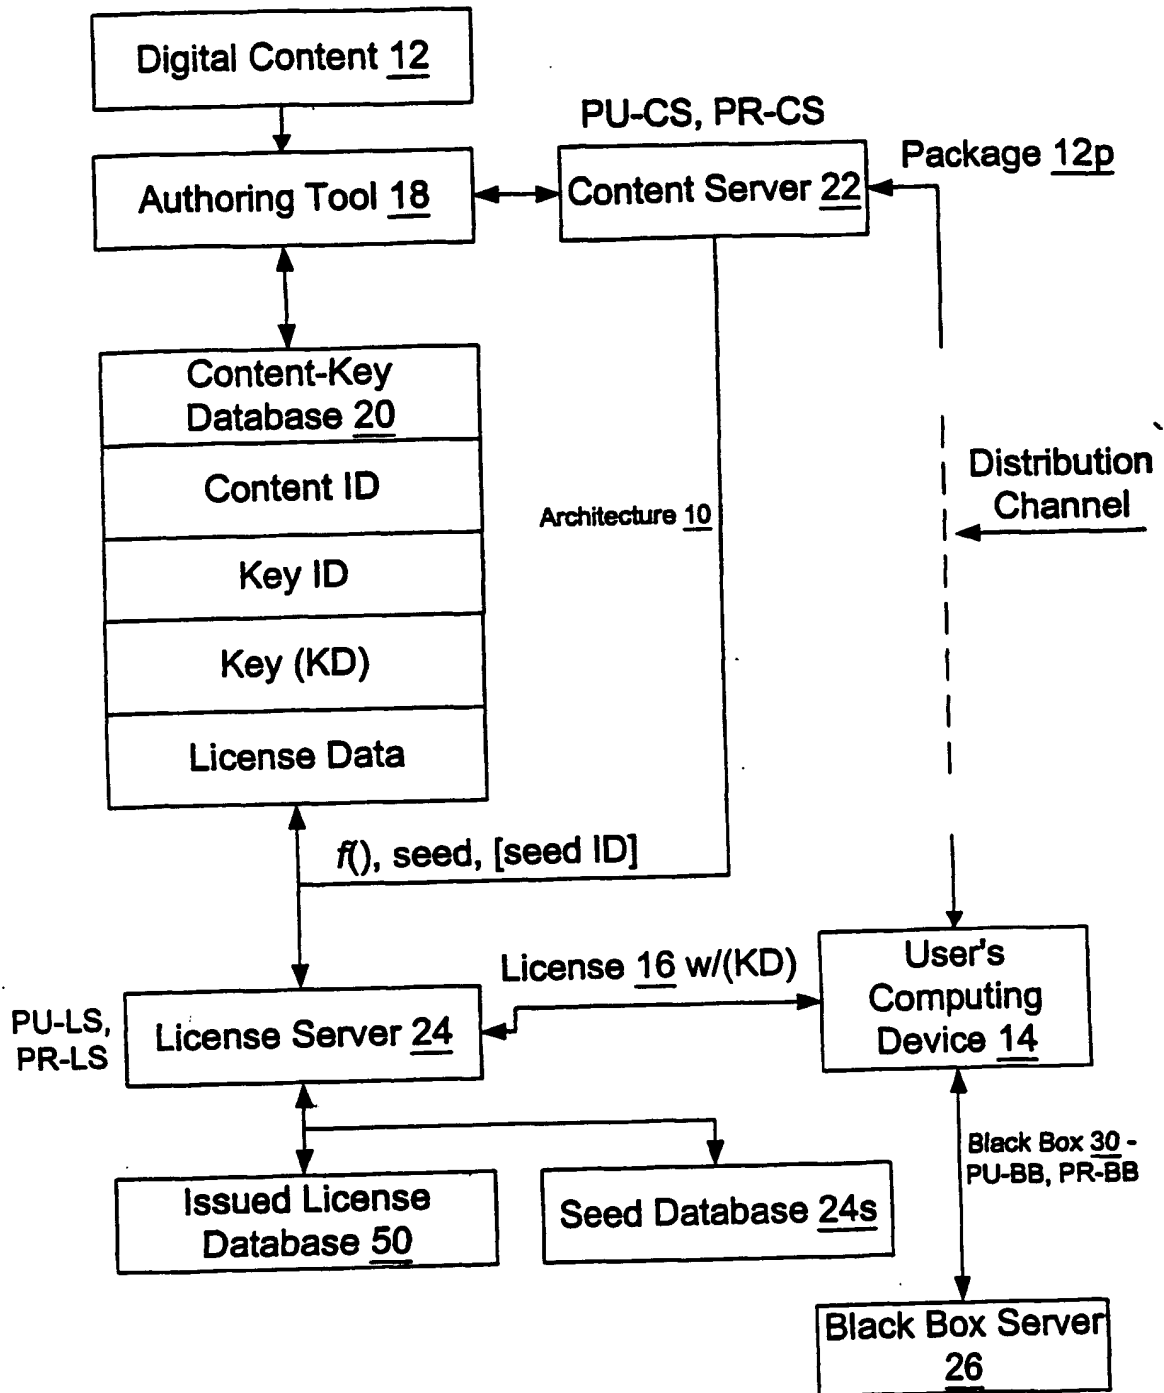 Digital Content 12
PU-CS, PR-CS
Package 12p
Authoring Tool 18
Content Server 22
Content-Key
Database 20
Content ID
Key ID
Key (KD)
License Data
Architecture 10
Distribution
Channel
f(), seed, [seed ID]
License 16 w/(KD)
User's
Computing
Device 14
PU-LS,
PR-LS
License Server 24
Black Box 30 -
PU-BB, PR-BB
Issued License
Database 50
Seed Database 24s
Black Box Server
26